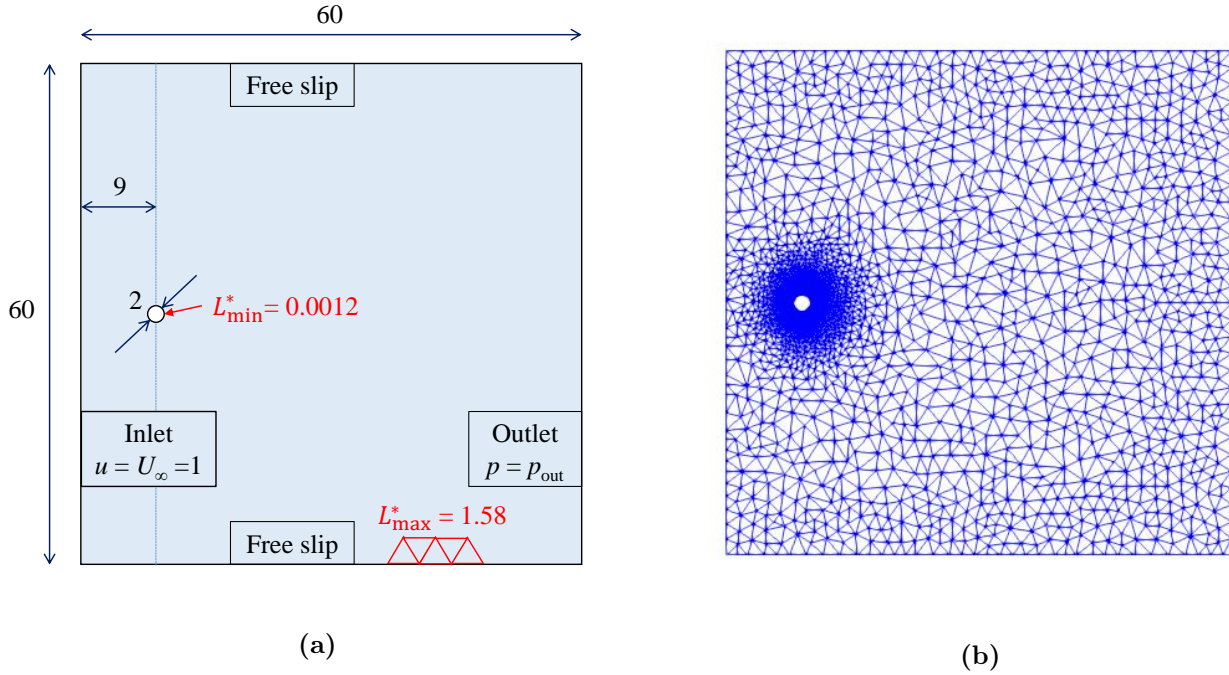 60
Free slip
9
60
2
L*min = 0.0012
Inlet
u = U∞ =1
Outlet
p = pout
L*max = 1.58
Free slip
(a)
(b)